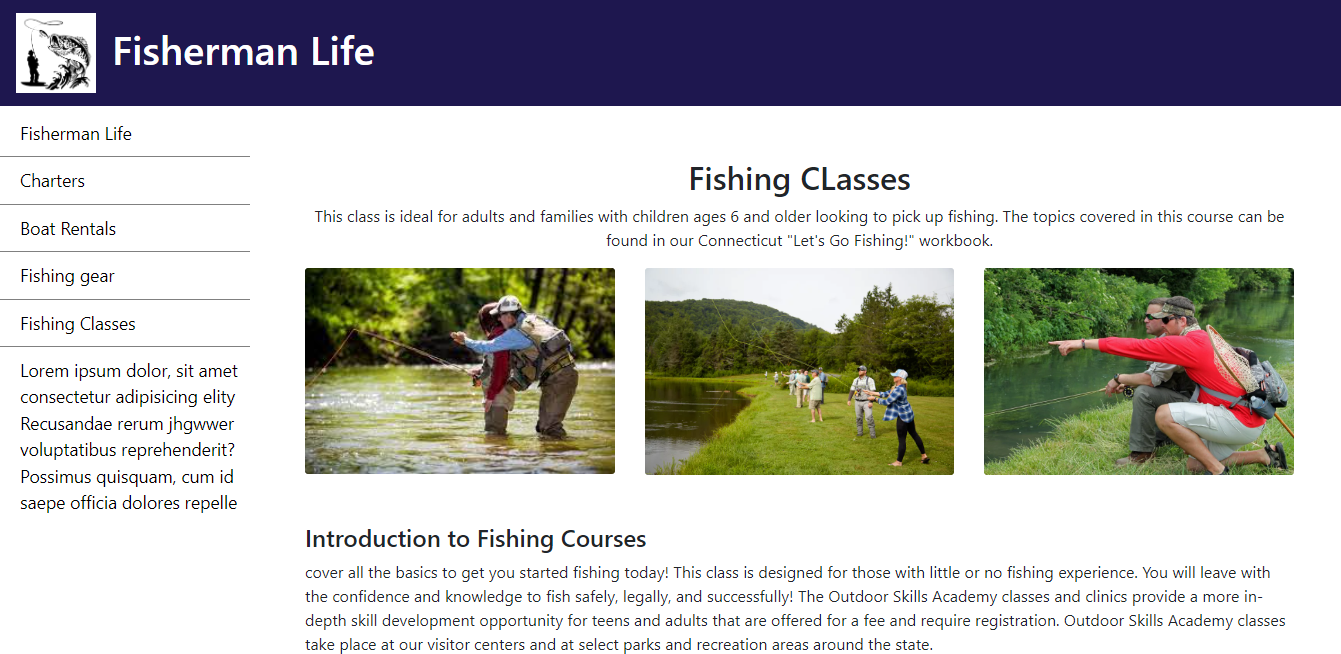 Fisherman Life
Fisherman Life
Charters
Boat Rentals
Fishing gear
Fishing Classes
Lorem ipsum dolor, sit amet
consectetur adipisicing elity
Recusandae rerum jhgwwer
voluptatibus reprehenderit?
Possimus quisquam, cum id
saepe officia dolores repelle
Fishing CLasses
This class is ideal for adults and families with children ages 6 and older looking to pick up fishing. The topics covered in this course can be
found in our Connecticut "Let's Go Fishing!" workbook.
Introduction to Fishing Courses
cover all the basics to get you started fishing today! This class is designed for those with little or no fishing experience. You will leave with
the confidence and knowledge to fish safely, legally, and successfully! The Outdoor Skills Academy classes and clinics provide a more in-
depth skill development opportunity for teens and adults that are offered for a fee and require registration. Outdoor Skills Academy classes
take place at our visitor centers and at select parks and recreation areas around the state.